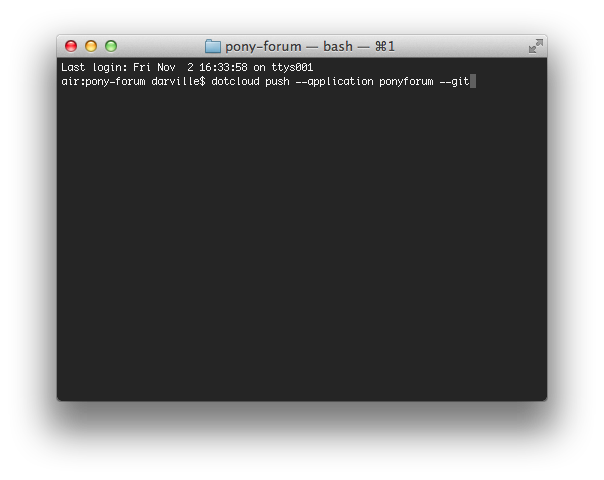 pony-forum — bash — ⌘1
Last login: Fri Nov  2 16:33:58 on ttys001
air:pony-forum darville$ dotcloud push --application ponyforum --git